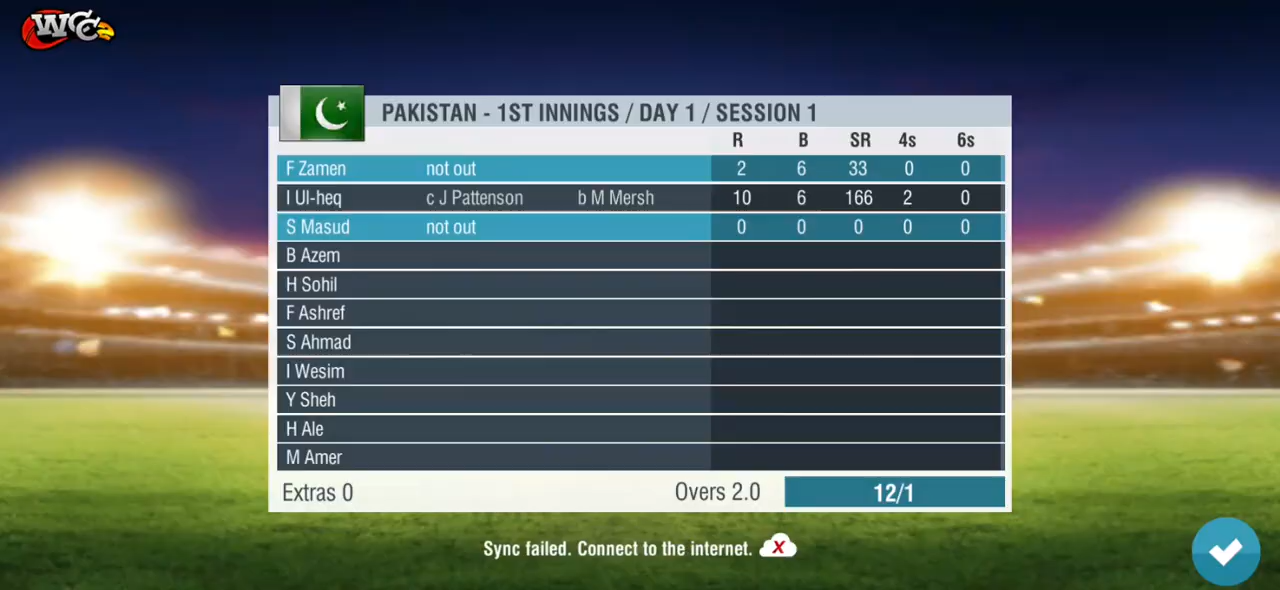 WCC
PAKISTAN - 1ST INNINGS / DAY 1 / SESSION 1
R B SR 4s 6s
F Zamen not out 2 6 33 0 0
I Ul-heq c J Pattenson b M Mersh 10 6 166 2 0
S Masud not out 0 0 0 0 0
B Azem
H Sohil
F Ashref
S Ahmad
I Wesim
Y Sheh
H Ale
M Amer
Extras 0 Overs 2.0 12/1
Sync failed. Connect to the internet. X